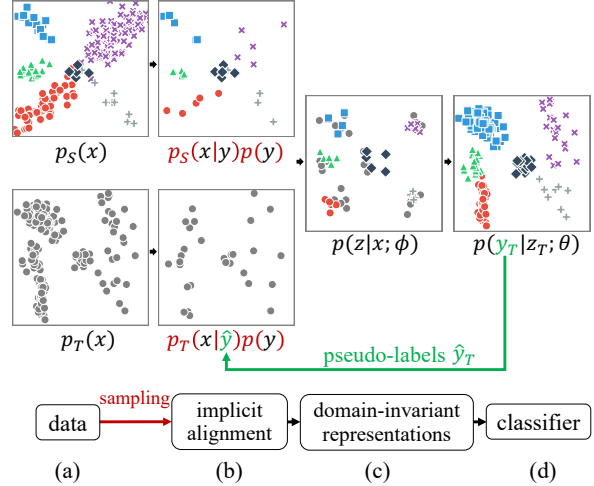 p_S(x)
p_S(x|y)p(y)
p(z|x; ϕ)
p(y_T|z_T; θ)
p_T(x)
p_T(x|ŷ)p(y)
pseudo-labels ŷ_T
sampling
data
implicit
alignment
domain-invariant
representations
classifier
(a)
(b)
(c)
(d)